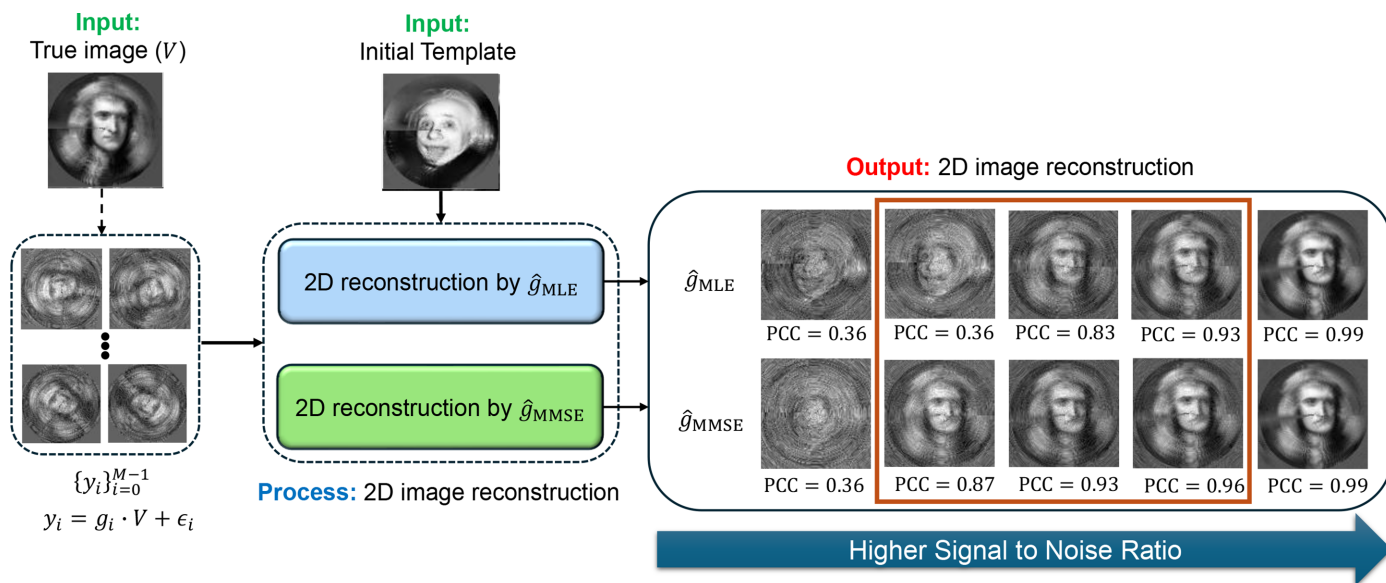 Input:
True image (V)
Input:
Initial Template
Output: 2D image reconstruction
2D reconstruction by ĝ_MLE
2D reconstruction by ĝ_MMSE
Process: 2D image reconstruction
{y_i}_{i=0}^{M−1}
y_i = g_i · V + ϵ_i
ĝ_MLE
PCC = 0.36 PCC = 0.36 PCC = 0.83 PCC = 0.93 PCC = 0.99
ĝ_MMSE
PCC = 0.36 PCC = 0.87 PCC = 0.93 PCC = 0.96 PCC = 0.99
Higher Signal to Noise Ratio